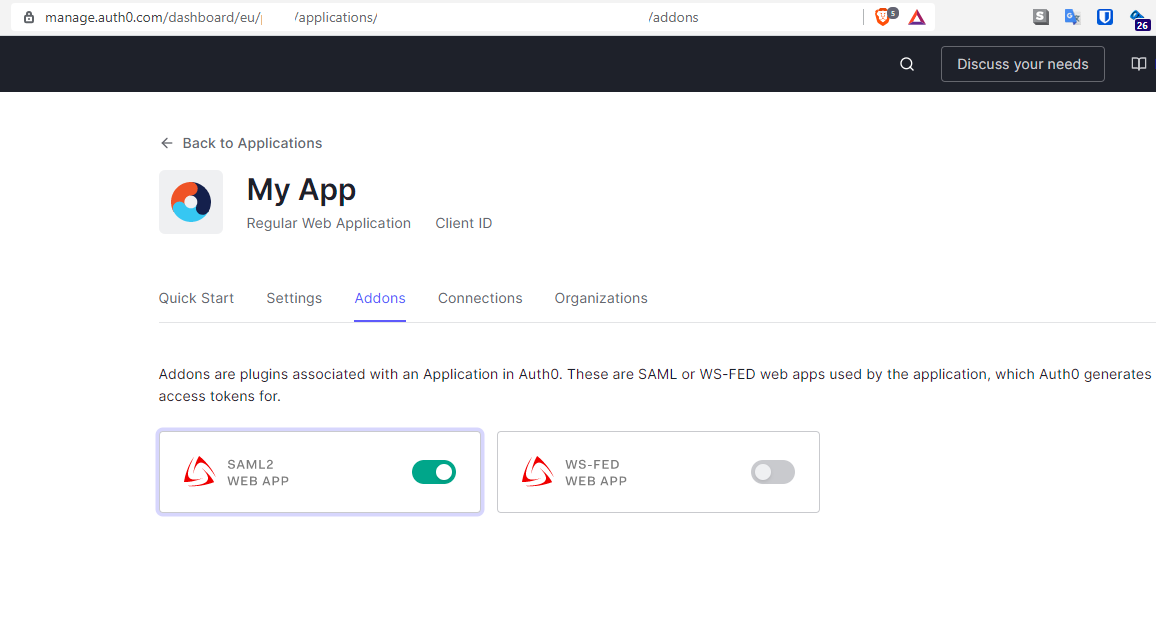 manage.auth0.com/dashboard/eu/ /applications/ /addons
5
S
G
26
Discuss your needs
Back to Applications
My App
Regular Web Application Client ID
Quick Start Settings Addons Connections Organizations
Addons are plugins associated with an Application in Auth0. These are SAML or WS-FED web apps used by the application, which Auth0 generates
access tokens for.
SAML2
WEB APP
WS-FED
WEB APP